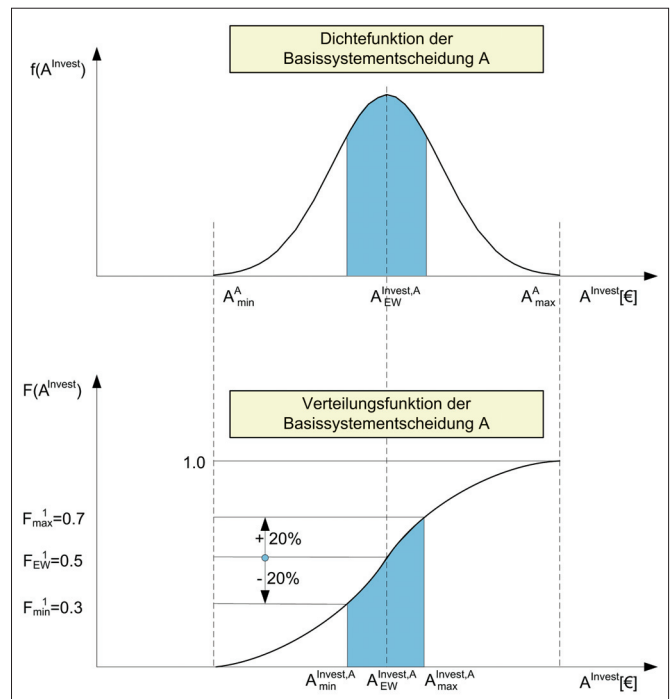 Dichtefunktion der
Basissystementscheidung A
f(A^Invest)
A^A_min A^Invest,A_EW A^A_max A^Invest[€]
F(A^Invest)
Verteilungsfunktion der
Basissystementscheidung A
1.0
F^1_max=0.7
+ 20%
F^1_EW=0.5
- 20%
F^1_min=0.3
A^Invest,A_min A^Invest,A_EW A^Invest,A_max A^Invest[€]